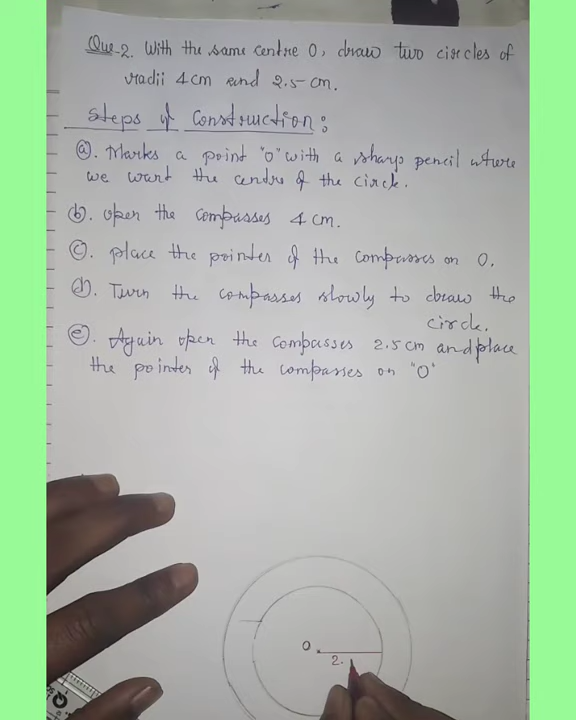 Que-2. With the same centre O, draw two circles of
radii 4cm and 2.5 cm.
Steps of Construction:
(a). Marks a point "O" with a sharp pencil where
we want the centre of the circle.
(b). open the compasses 4 cm.
(c). place the pointer of the compasses on O.
(d). Turn the compasses slowly to draw the
circle.
(e). Again open the compasses 2.5 cm and place
the pointer of the compasses on "O"
O
2.